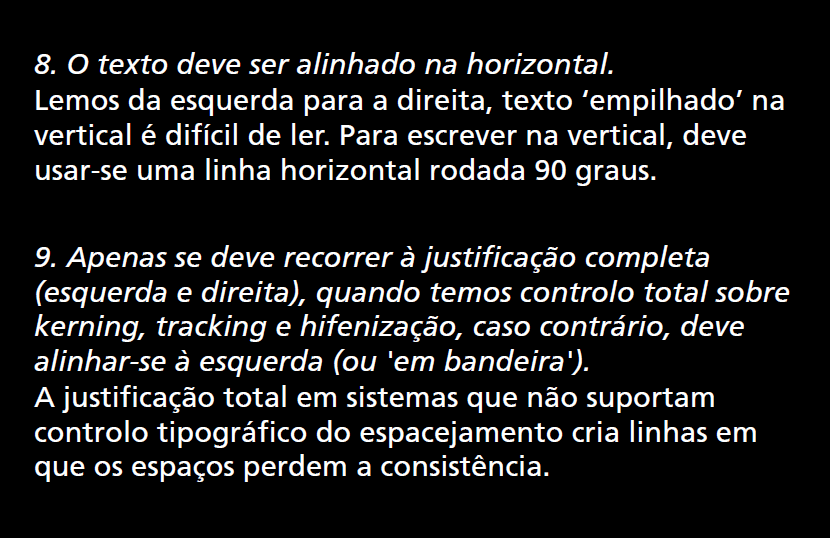 8. O texto deve ser alinhado na horizontal.
Lemos da esquerda para a direita, texto ‘empilhado’ na
vertical é difícil de ler. Para escrever na vertical, deve
usar-se uma linha horizontal rodada 90 graus.
9. Apenas se deve recorrer à justificação completa
(esquerda e direita), quando temos controlo total sobre
kerning, tracking e hifenização, caso contrário, deve
alinhar-se à esquerda (ou 'em bandeira').
A justificação total em sistemas que não suportam
controlo tipográfico do espacejamento cria linhas em
que os espaços perdem a consistência.